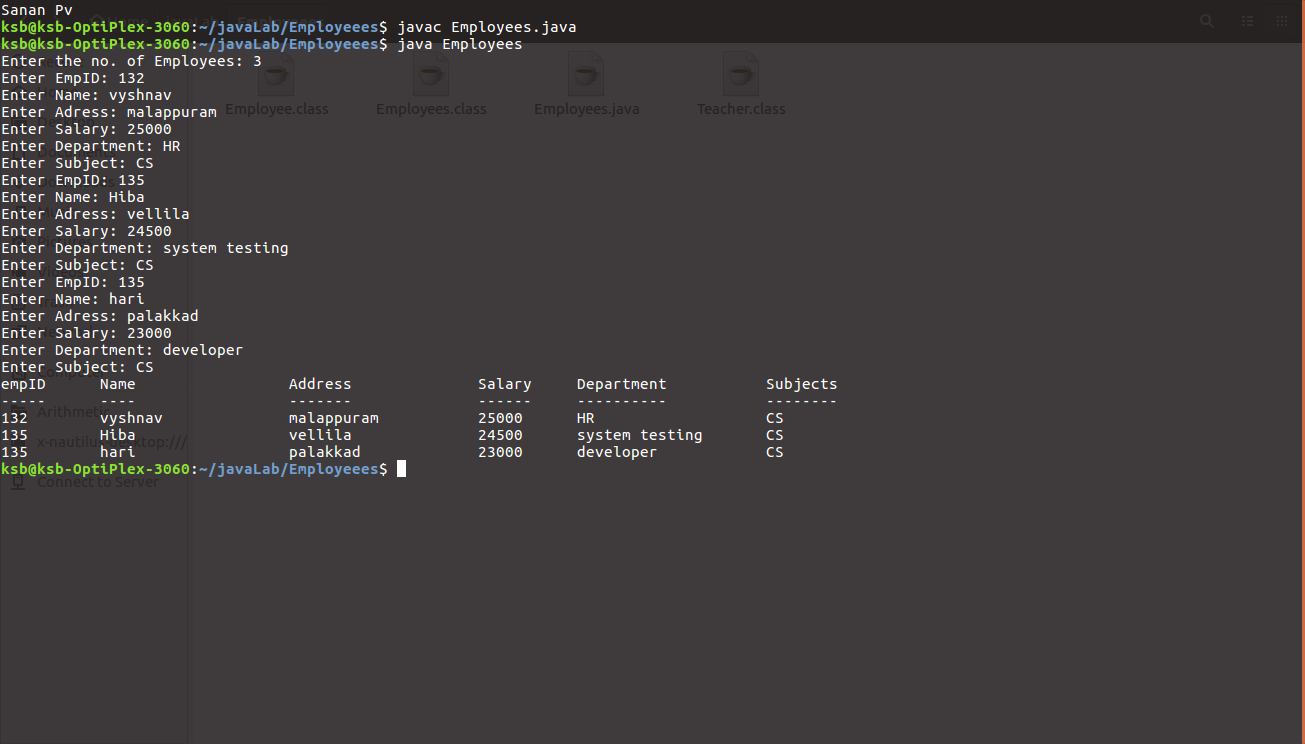 Sanan Pv
ksb@ksb-OptiPlex-3060:~/javaLab/Employeees$ javac Employees.java
ksb@ksb-OptiPlex-3060:~/javaLab/Employeees$ java Employees
Enter the no. of Employees: 3
Enter EmpID: 132
Enter Name: vyshnav
Enter Adress: malappuram
Enter Salary: 25000
Enter Department: HR
Enter Subject: CS
Enter EmpID: 135
Enter Name: Hiba
Enter Adress: vellila
Enter Salary: 24500
Enter Department: system testing
Enter Subject: CS
Enter EmpID: 135
Enter Name: hari
Enter Adress: palakkad
Enter Salary: 23000
Enter Department: developer
Enter Subject: CS
empID Name Address Salary Department Subjects
----- ---- ------- ------ ---------- --------
132 vyshnav malappuram 25000 HR CS
135 Hiba vellila 24500 system testing CS
135 hari palakkad 23000 developer CS
ksb@ksb-OptiPlex-3060:~/javaLab/Employeees$
Employee.class Employees.class Employees.java Teacher.class
Arithmetic
Connect to Server